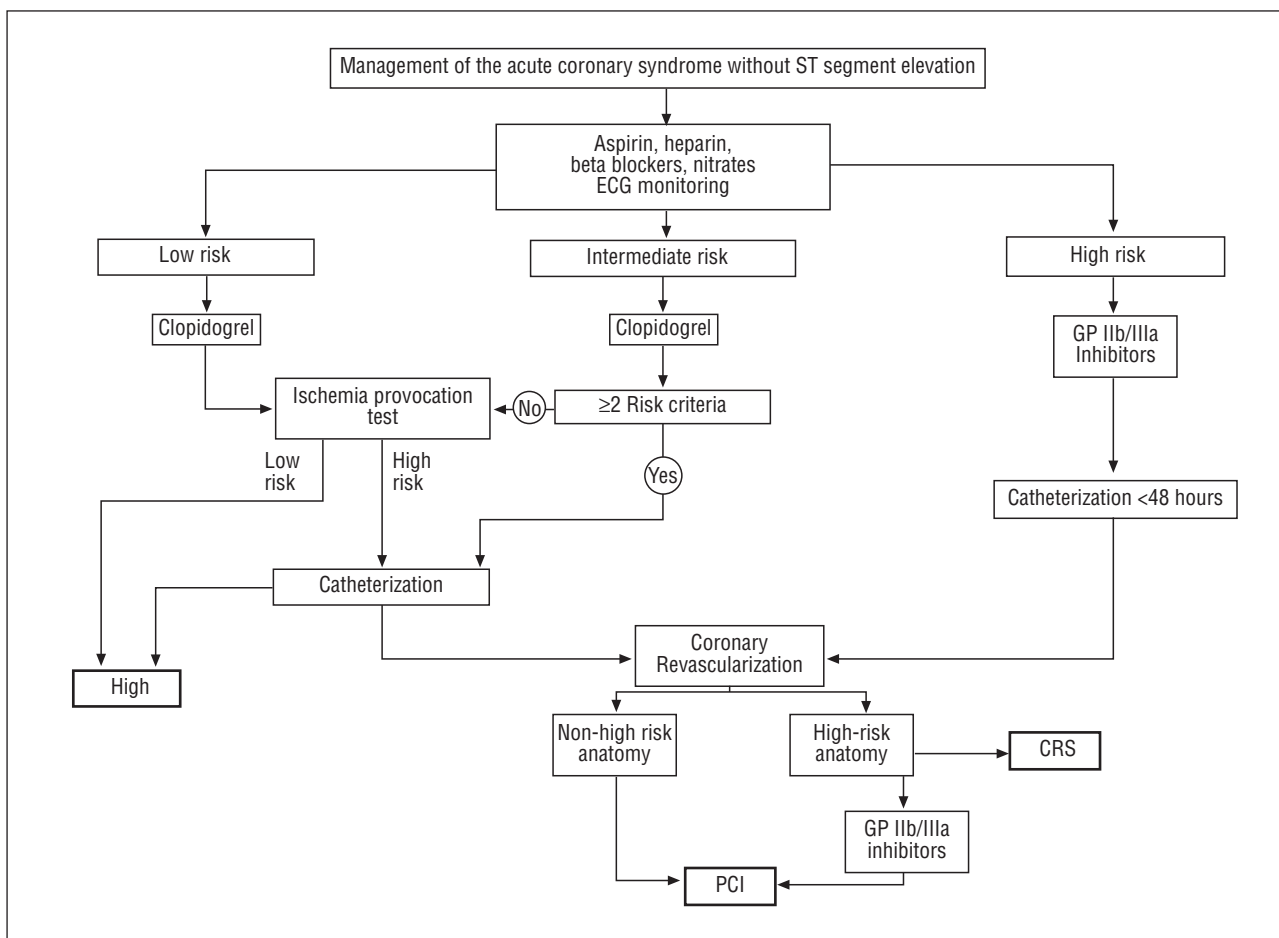 Management of the acute coronary syndrome without ST segment elevation
Aspirin, heparin,
beta blockers, nitrates
ECG monitoring
Low risk
Intermediate risk
High risk
Clopidogrel
Clopidogrel
GP IIb/IIIa
Inhibitors
Ischemia provocation
test
No
≥2 Risk criteria
Low
risk
High
risk
Yes
Catheterization <48 hours
Catheterization
Coronary
Revascularization
High
Non-high risk
anatomy
High-risk
anatomy
CRS
GP IIb/IIIa
inhibitors
PCI